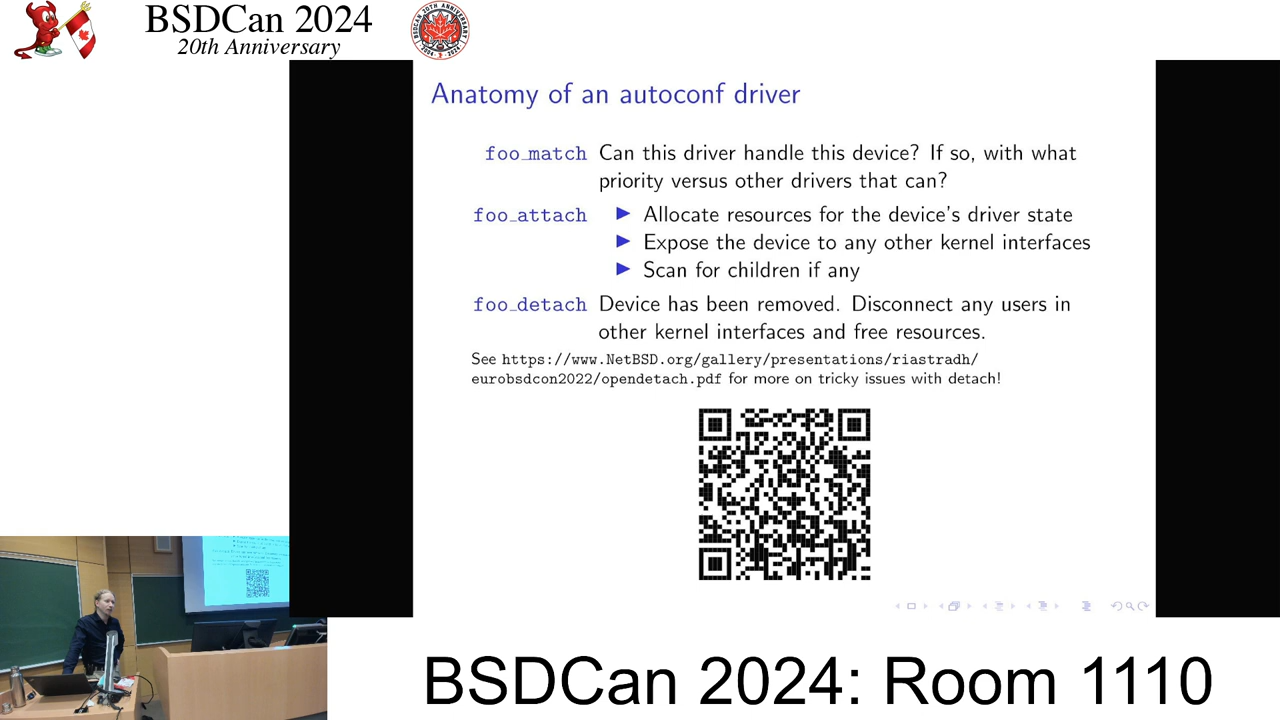 BSDCan 2024
20th Anniversary
Anatomy of an autoconf driver
foo_match Can this driver handle this device? If so, with what
priority versus other drivers that can?
foo_attach ▶ Allocate resources for the device's driver state
▶ Expose the device to any other kernel interfaces
▶ Scan for children if any
foo_detach Device has been removed. Disconnect any users in
other kernel interfaces and free resources.
See https://www.NetBSD.org/gallery/presentations/riastradh/
eurobsdcon2022/opendetach.pdf for more on tricky issues with detach!
BSDCan 2024: Room 1110